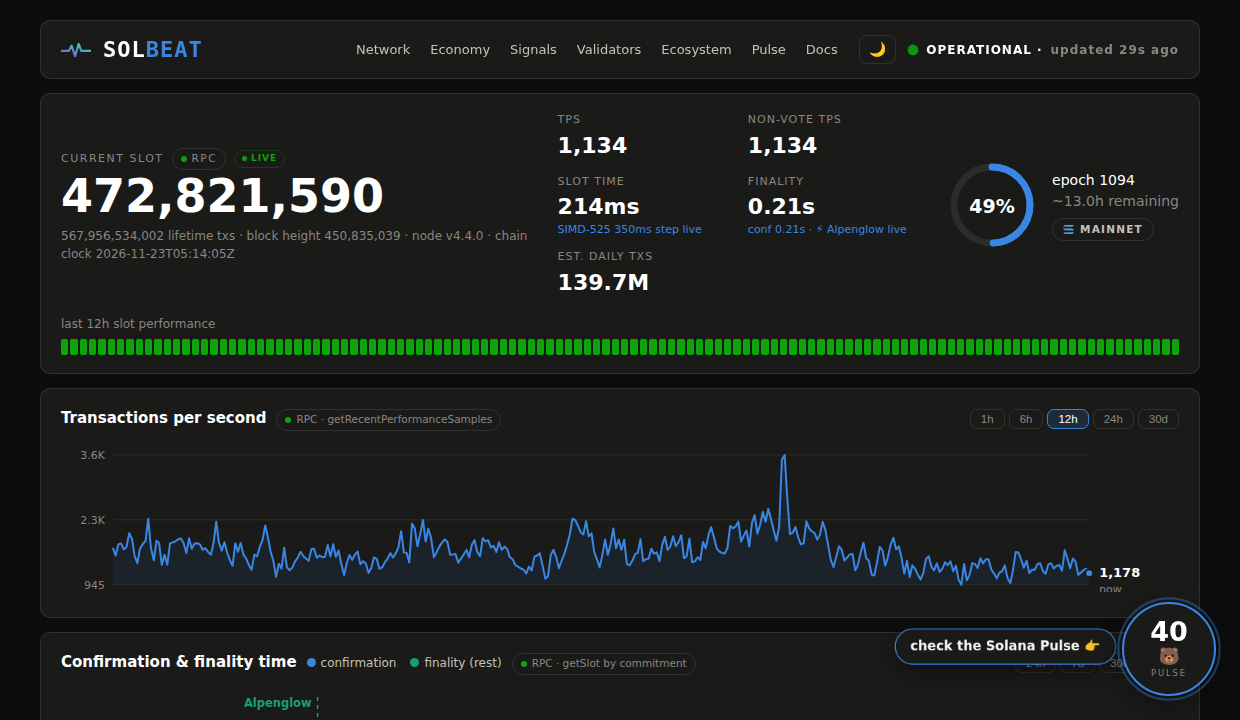 SOLBEAT
Network Economy Signals Validators Ecosystem Pulse Docs
OPERATIONAL · updated 29s ago
CURRENT SLOT RPC LIVE
472,821,590
567,956,534,002 lifetime txs · block height 450,835,039 · node v4.4.0 · chain
clock 2026-11-23T05:14:05Z
TPS
1,134
NON-VOTE TPS
1,134
SLOT TIME
214ms
SIMD-525 350ms step live
FINALITY
0.21s
conf 0.21s · ⚡ Alpenglow live
EST. DAILY TXS
139.7M
49%
epoch 1094
~13.0h remaining
MAINNET
last 12h slot performance
Transactions per second RPC · getRecentPerformanceSamples
1h 6h 12h 24h 30d
3.6K
2.3K
945
1,178
now
Confirmation & finality time confirmation finality (rest) RPC · getSlot by commitment
check the Solana Pulse 👉
40
PULSE
Alpenglow